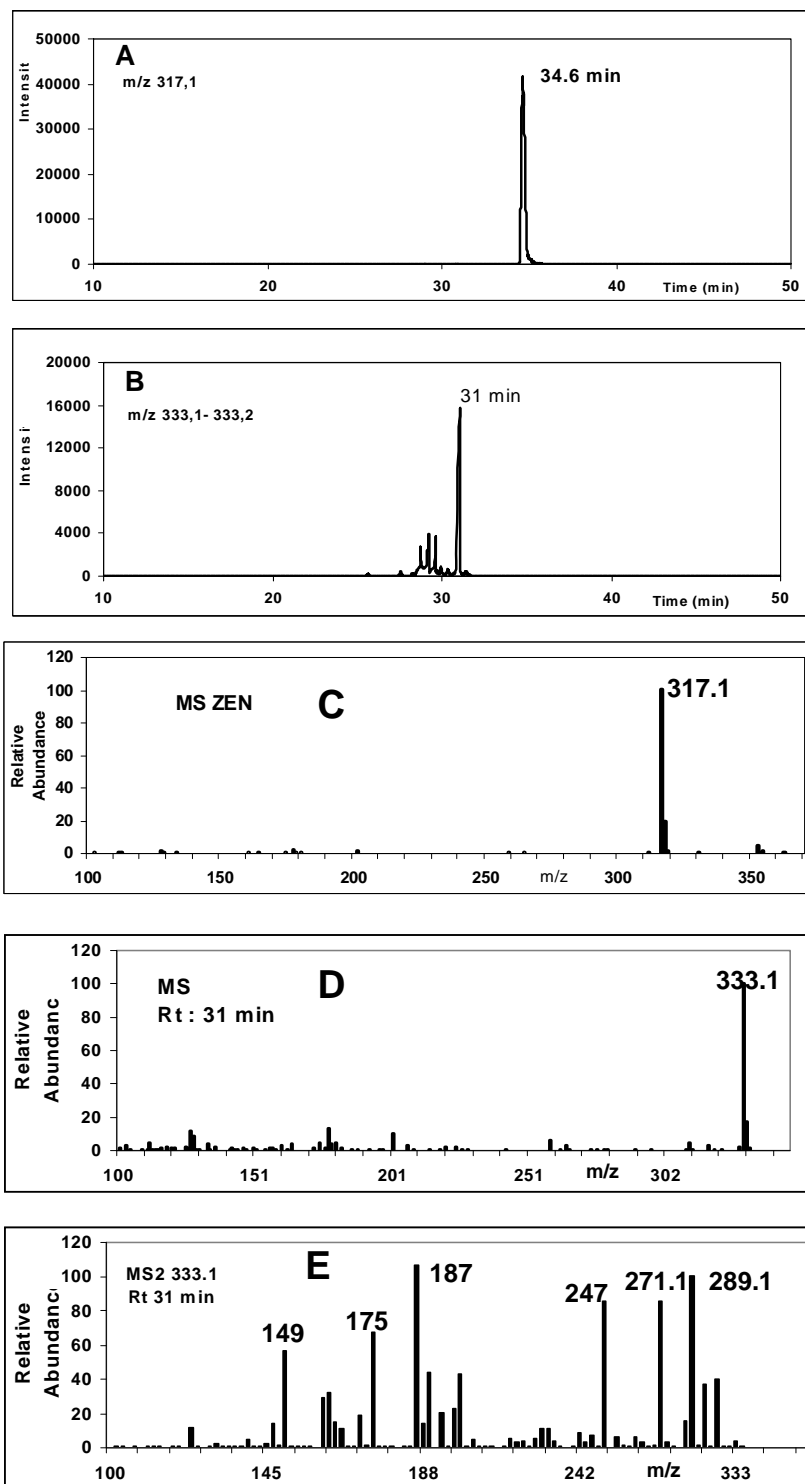 50000
40000
30000
20000
10000
0
Intensit
A
m/z 317,1
34.6 min
10 20 30 40 50
Time (min)
20000
16000
12000
8000
4000
0
Intensi
B
m/z 333,1- 333,2
31 min
10 20 30 40 50
Time (min)
120
100
80
60
40
20
0
Relative
Abundance
MS ZEN C
317.1
100 150 200 250 m/z 300 350
120
100
80
60
40
20
0
Relative
Abundanc
MS D
Rt : 31 min
333.1
100 151 201 251 m/z 302
120
100
80
60
40
20
0
Relative
Abundanc
MS2 333.1 E
Rt 31 min
149 175 187 247 271.1 289.1
100 145 188 242 m/z 333